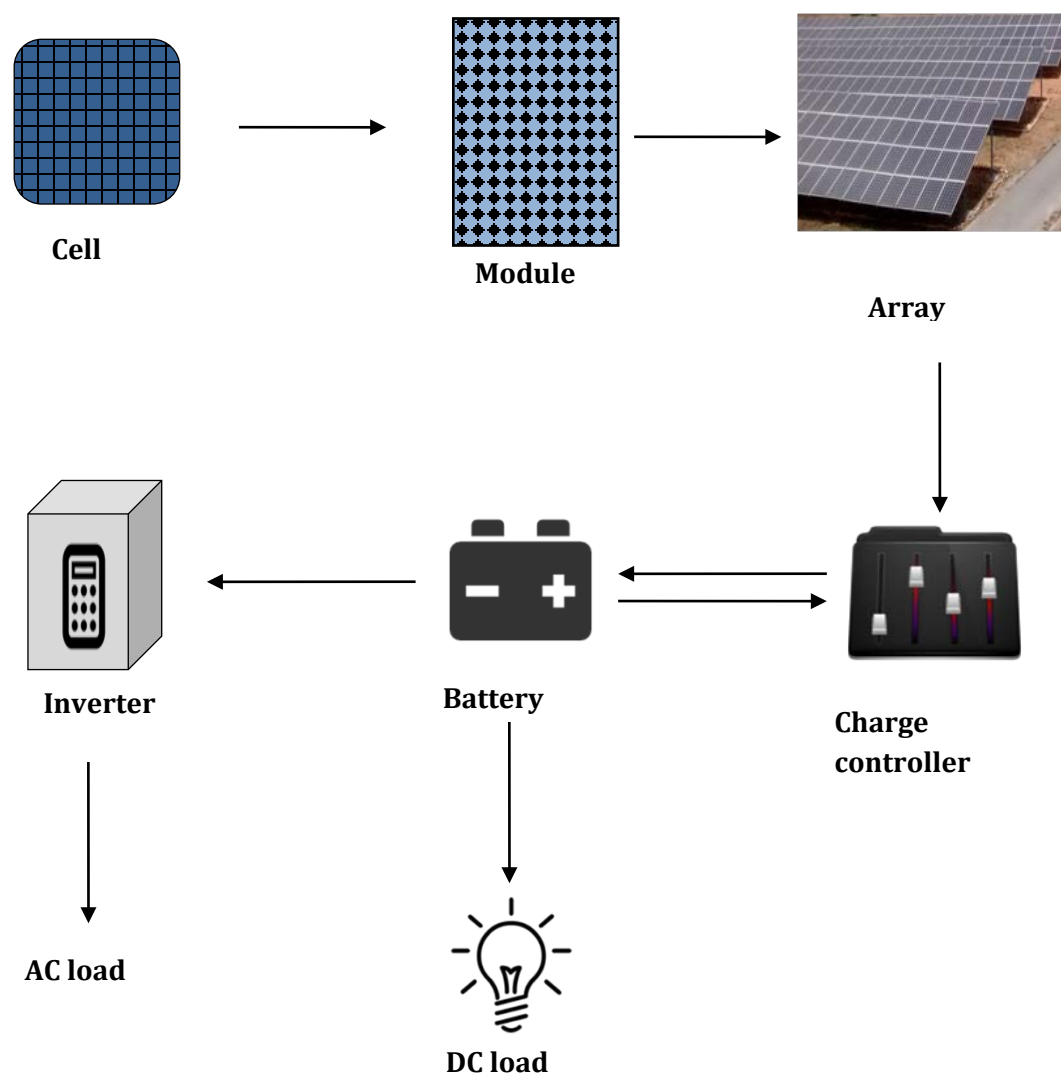 Cell
Module
Array
Inverter
Battery
Charge
controller
AC load
DC load